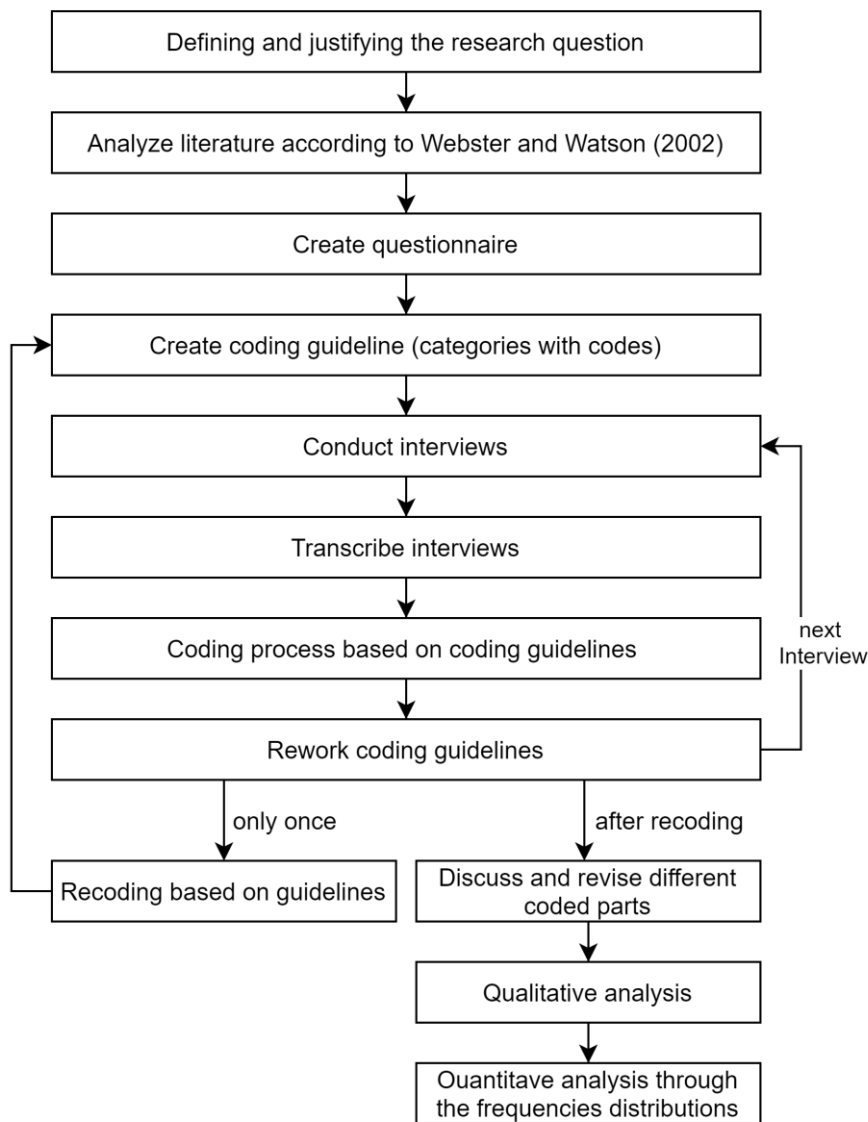 Defining and justifying the research question
Analyze literature according to Webster and Watson (2002)
Create questionnaire
Create coding guideline (categories with codes)
Conduct interviews
Transcribe interviews
Coding process based on coding guidelines
next
Interview
Rework coding guidelines
only once
after recoding
Recoding based on guidelines
Discuss and revise different
coded parts
Qualitative analysis
Ouantitave analysis through
the frequencies distributions